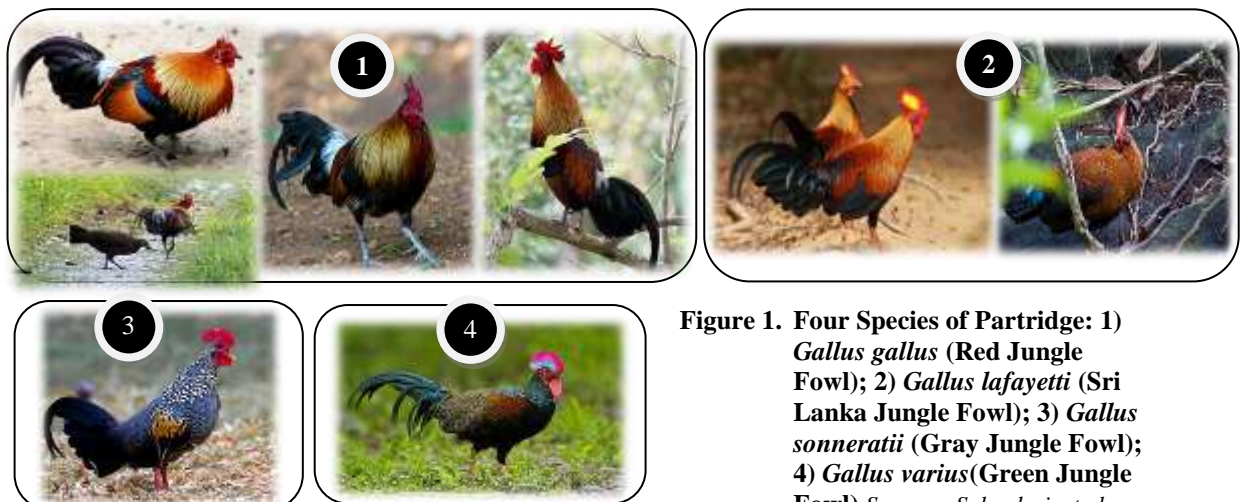 1
2
3
4
Figure 1. Four Species of Partridge: 1)
Gallus gallus (Red Jungle
Fowl); 2) Gallus lafayetti (Sri
Lanka Jungle Fowl); 3) Gallus
sonneratii (Gray Jungle Fowl);
4) Gallus varius(Green Jungle